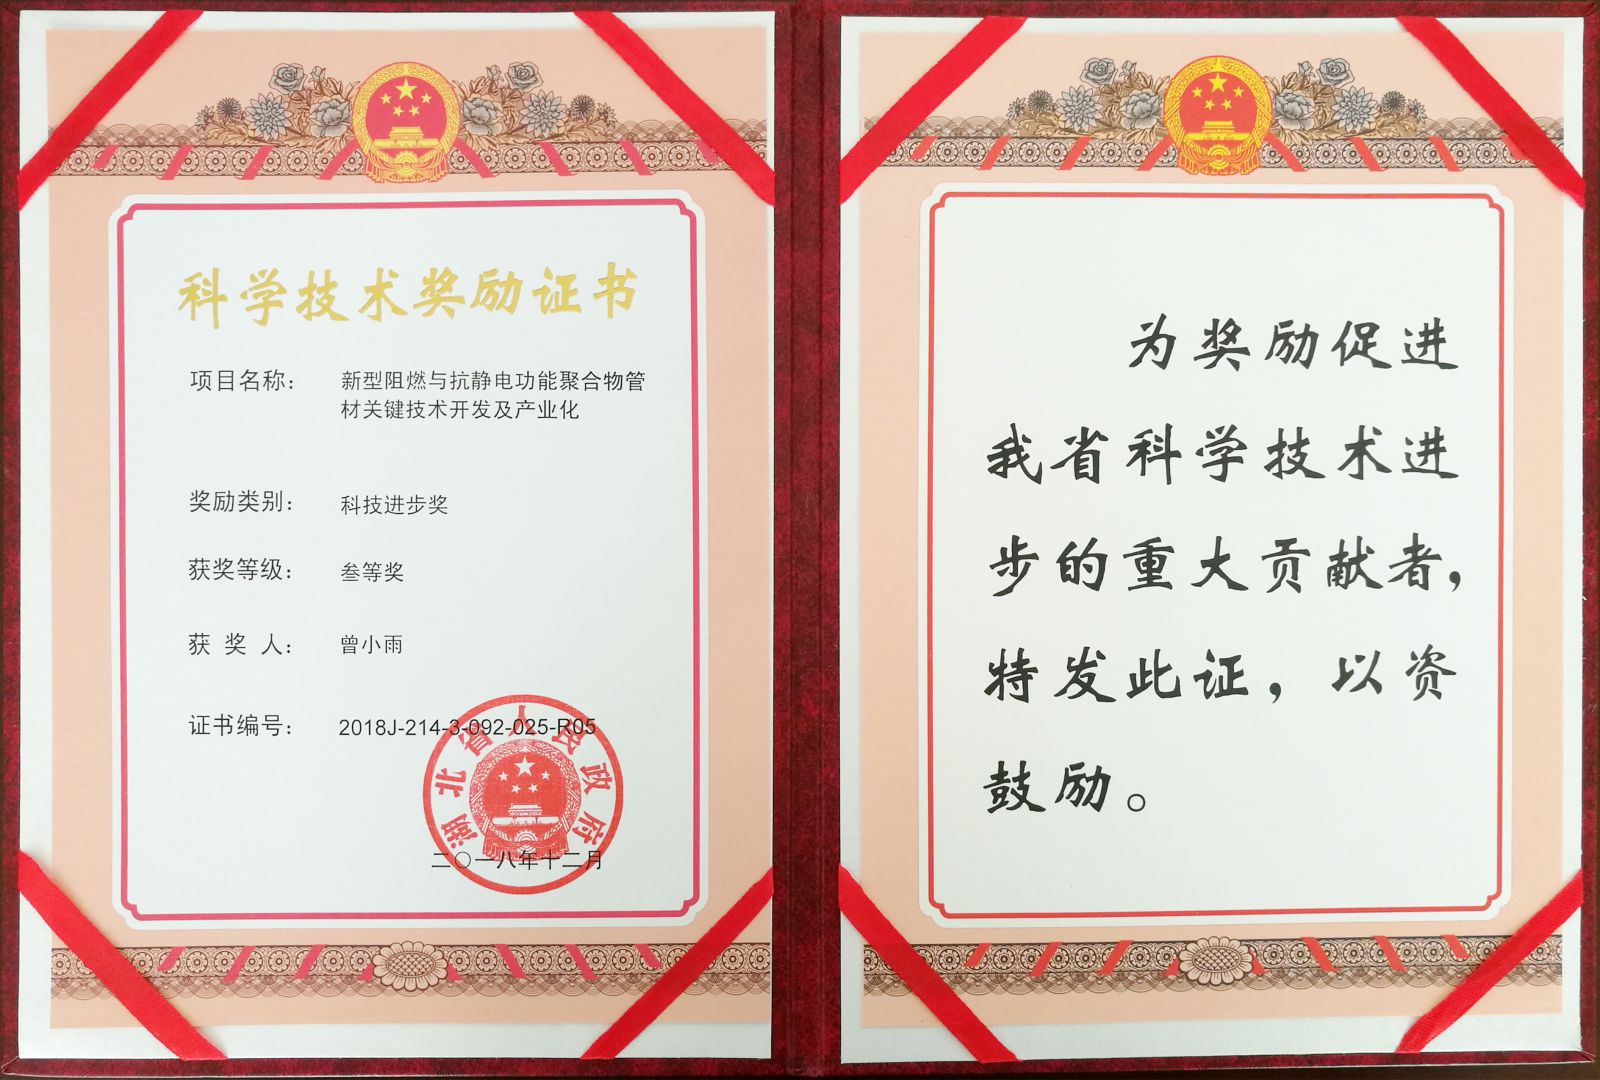 科学技术奖励证书
项目名称: 新型阻燃与抗静电功能聚合物管
材关键技术开发及产业化
奖励类别: 科技进步奖
获奖等级: 叁等奖
获 奖 人: 曾小雨
证书编号: 2018J-214-3-092-025-R05
湖北省人民政府
二〇一八年十二月
为奖励促进
我省科学技术进
步的重大贡献者，
特发此证，以资
鼓励。